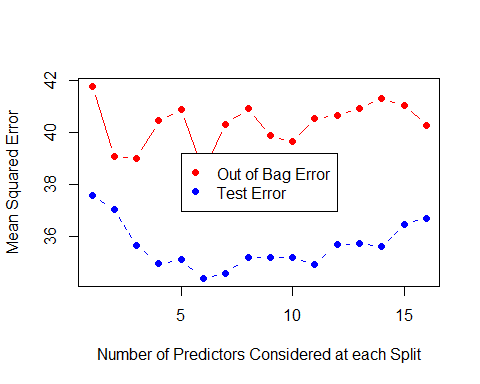 Mean Squared Error
42
40
38
36
Out of Bag Error
Test Error
5
10
15
Number of Predictors Considered at each Split